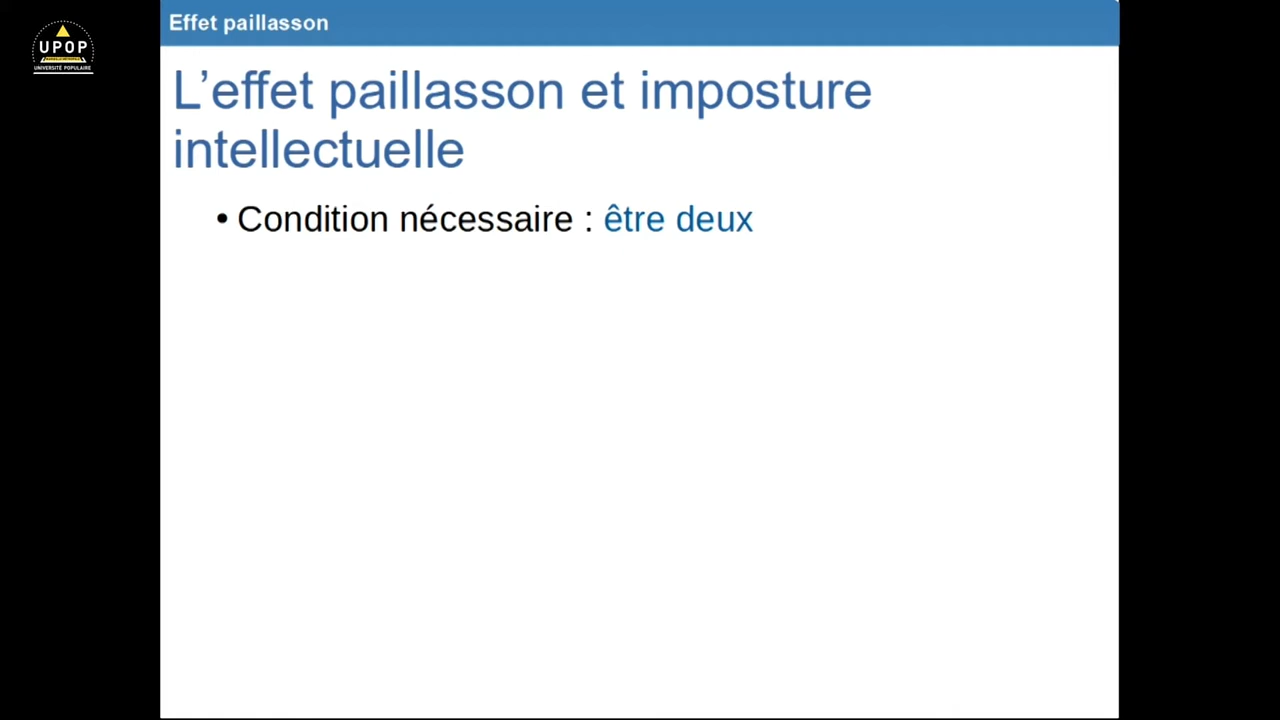 Effet paillasson
UPOP
UNIVERSITÉ POPULAIRE
L’effet paillasson et imposture
intellectuelle
• Condition nécessaire : être deux